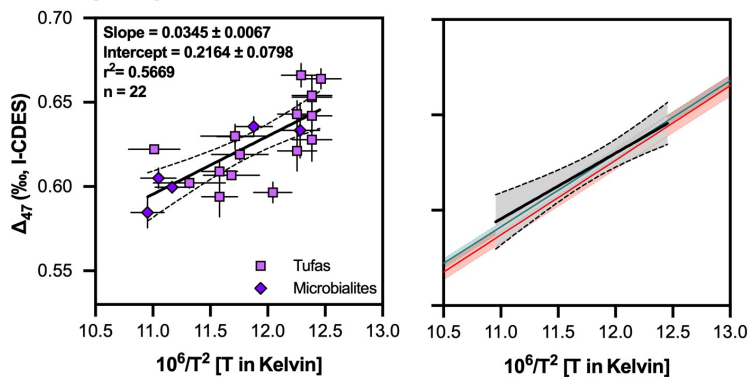 0.70
0.65
0.60
0.55
Δ47 (‰, I-CDES)
Slope = 0.0345 ± 0.0067
Intercept = 0.2164 ± 0.0798
r²= 0.5669
n = 22
Tufas
Microbialites
10.5 11.0 11.5 12.0 12.5 13.0
10⁶/T² [T in Kelvin]
10.5 11.0 11.5 12.0 12.5 13.0
10⁶/T² [T in Kelvin]